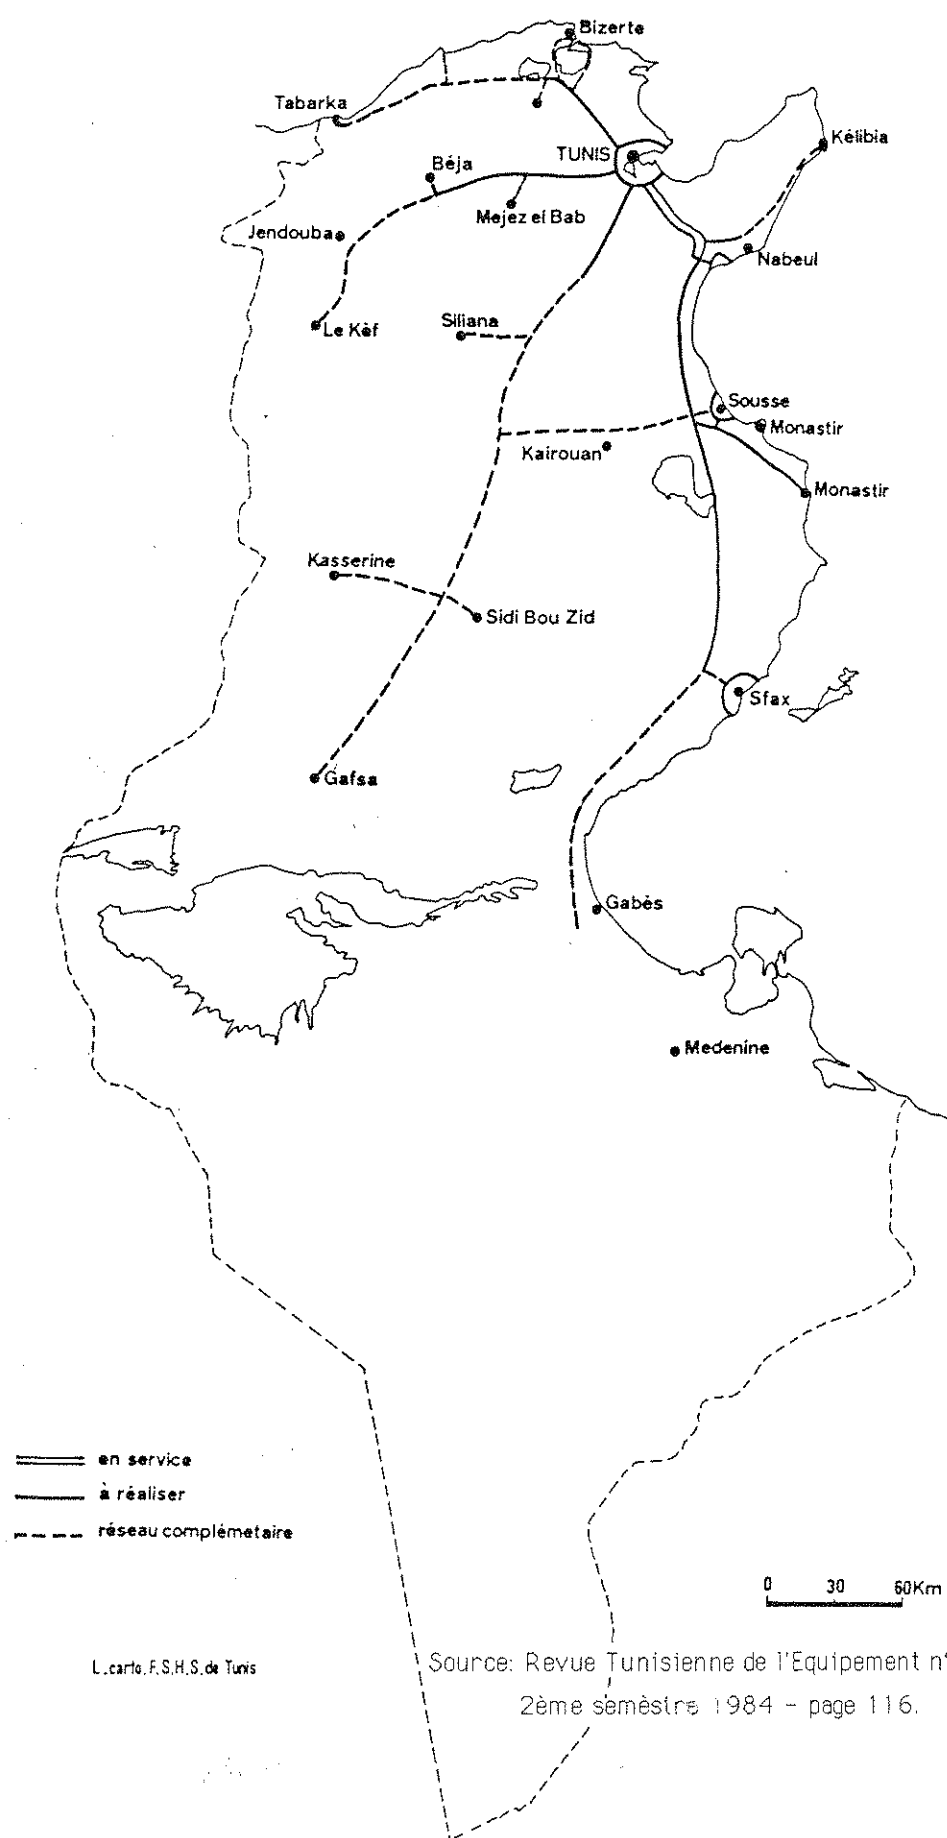 Bizerte
Tabarka
TUNIS
Kélibia
Béja
Mejez el Bab
Jendouba
Nabeul
Le Kèf
Siliana
Sousse
Monastir
Kairouan
Monastir
Kasserine
Sidi Bou Zid
Sfax
Gafsa
Gabès
Medenine
en service
à réaliser
réseau complémetaire
0 30 60Km
L.carto.F.S.H.S.de Tunis
Source: Revue Tunisienne de l'Equipement n°
2ème semèstre 1984 - page 116.